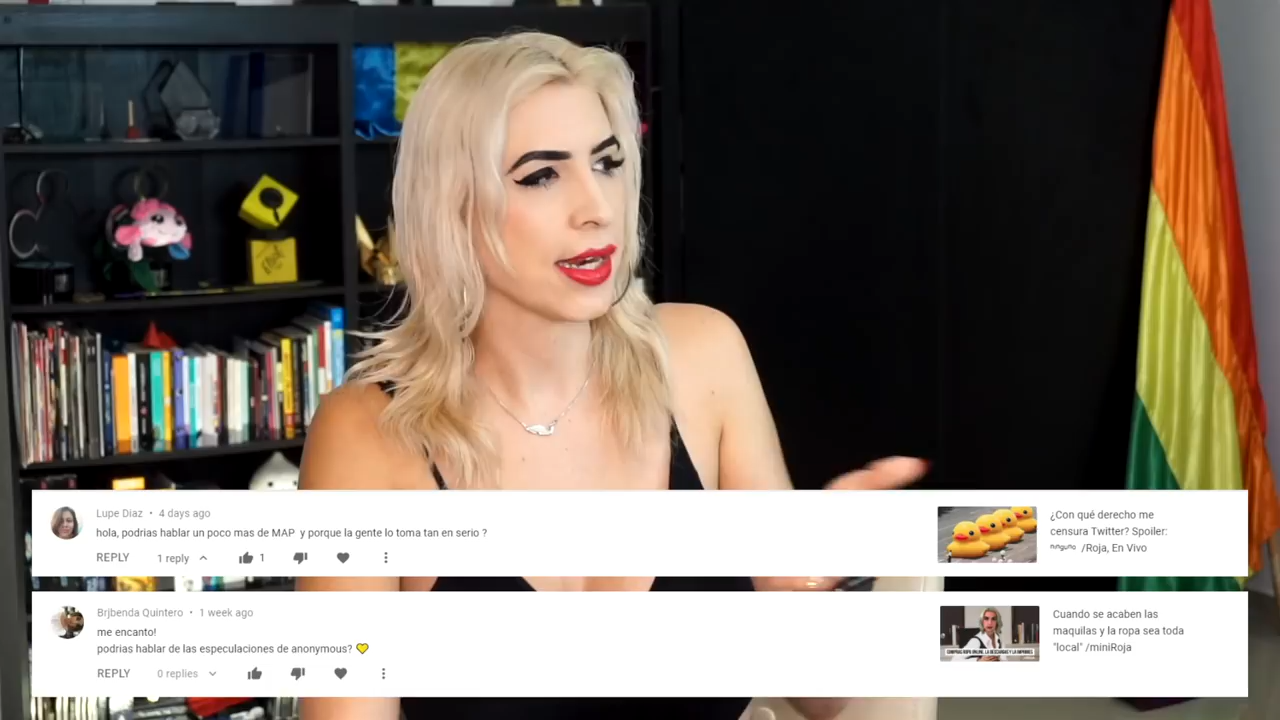 Lupe Diaz • 4 days ago
hola, podrias hablar un poco mas de MAP y porque la gente lo toma tan en serio ?
REPLY 1 reply 1
¿Con qué derecho me
censura Twitter? Spoiler:
ninguno /Roja, En Vivo
Brjbenda Quintero • 1 week ago
me encanto!
podrias hablar de las especulaciones de anonymous? 💛
REPLY 0 replies
Cuando se acaben las
maquilas y la ropa sea toda
"local" /miniRoja